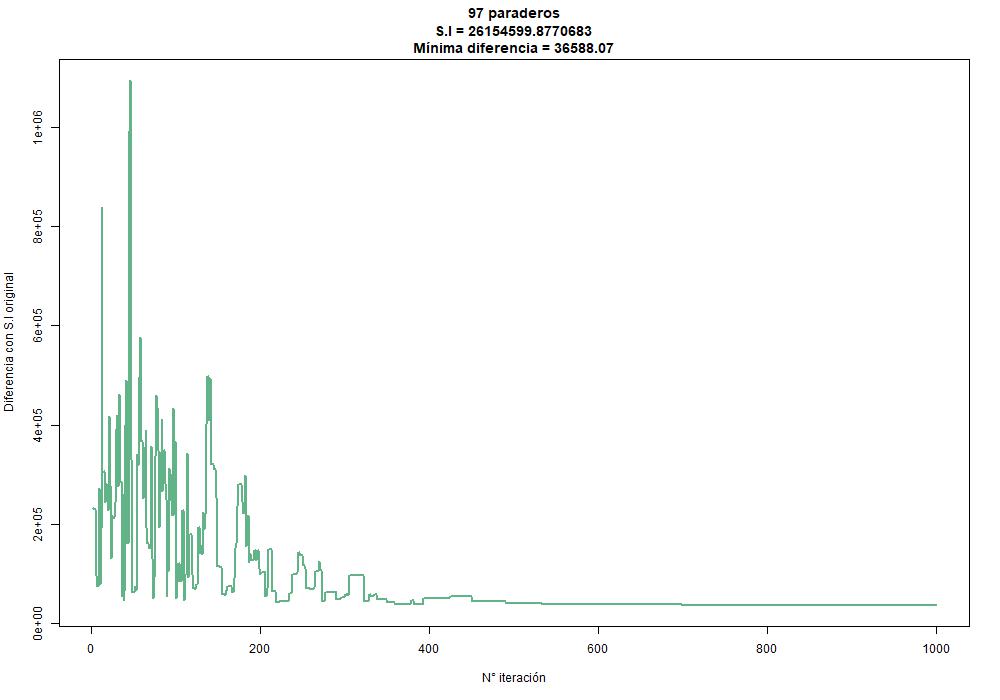 97 paraderos
S.I = 26154599.8770683
Mínima diferencia = 36588.07
Diferencia con S.I original
1e+06
8e+05
6e+05
4e+05
2e+05
0e+00
0 200 400 600 800 1000
N° iteración